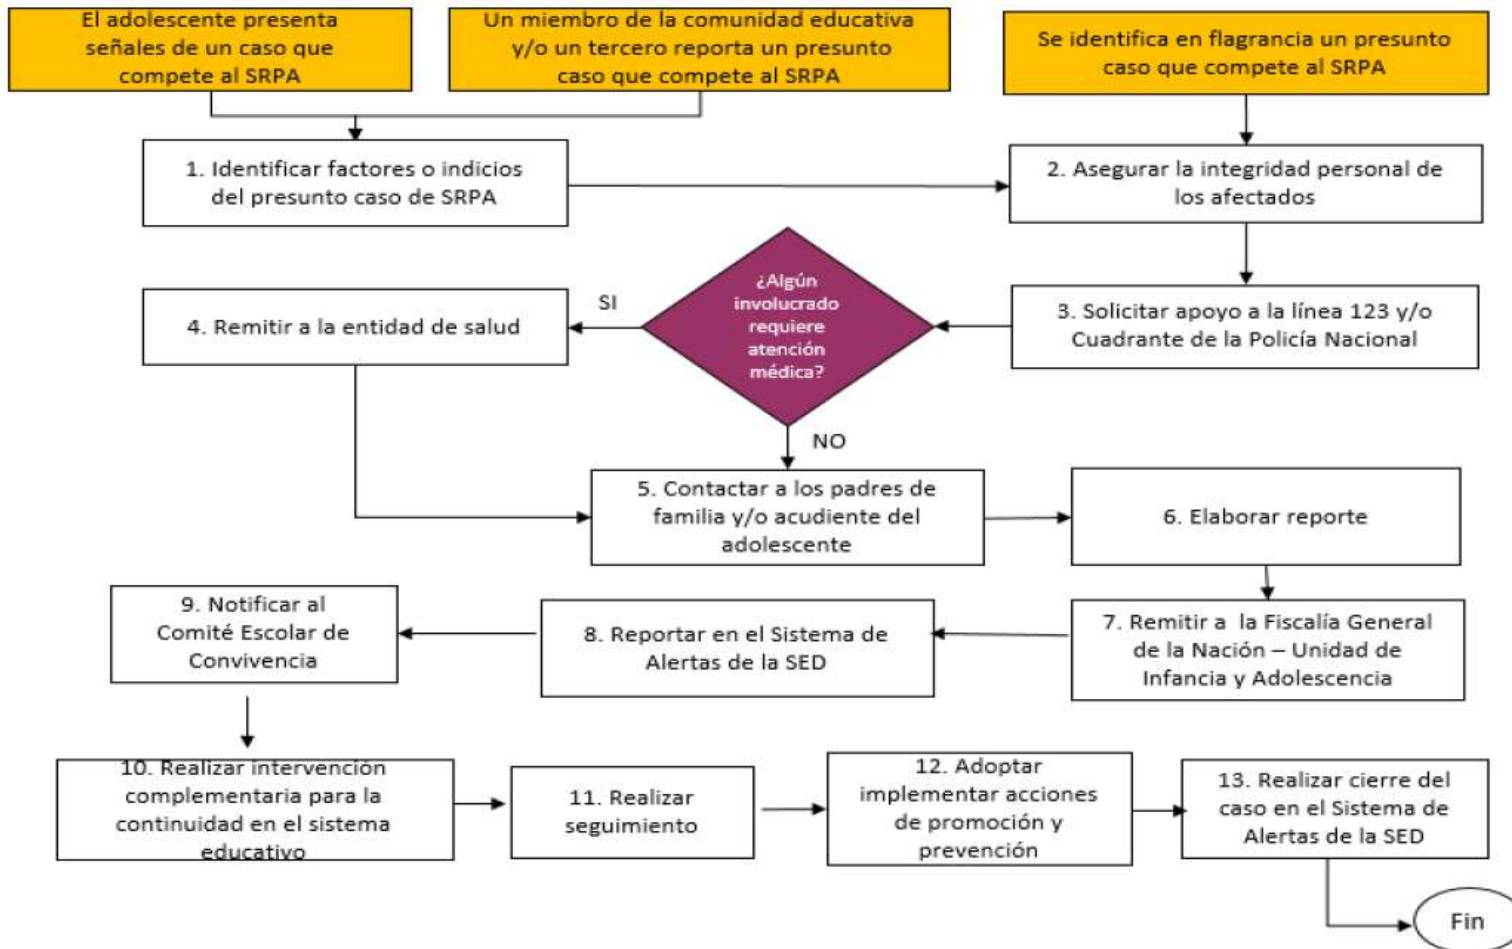 El adolescente presenta
señales de un caso que
compete al SRPA
Un miembro de la comunidad educativa
y/o un tercero reporta un presunto
caso que compete al SRPA
Se identifica en flagrancia un presunto
caso que compete al SRPA
1. Identificar factores o indicios
del presunto caso de SRPA
2. Asegurar la integridad personal de
los afectados
¿Algún
involucrado
requiere
atención
médica?
SI
NO
3. Solicitar apoyo a la línea 123 y/o
Cuadrante de la Policía Nacional
4. Remitir a la entidad de salud
5. Contactar a los padres de
familia y/o acudiente del
adolescente
6. Elaborar reporte
7. Remitir a la Fiscalía General
de la Nación – Unidad de
Infancia y Adolescencia
8. Reportar en el Sistema de
Alertas de la SED
9. Notificar al
Comité Escolar de
Convivencia
10. Realizar intervención
complementaria para la
continuidad en el sistema
educativo
11. Realizar
seguimiento
12. Adoptar
implementar acciones
de promoción y
prevención
13. Realizar cierre del
caso en el Sistema de
Alertas de la SED
Fin